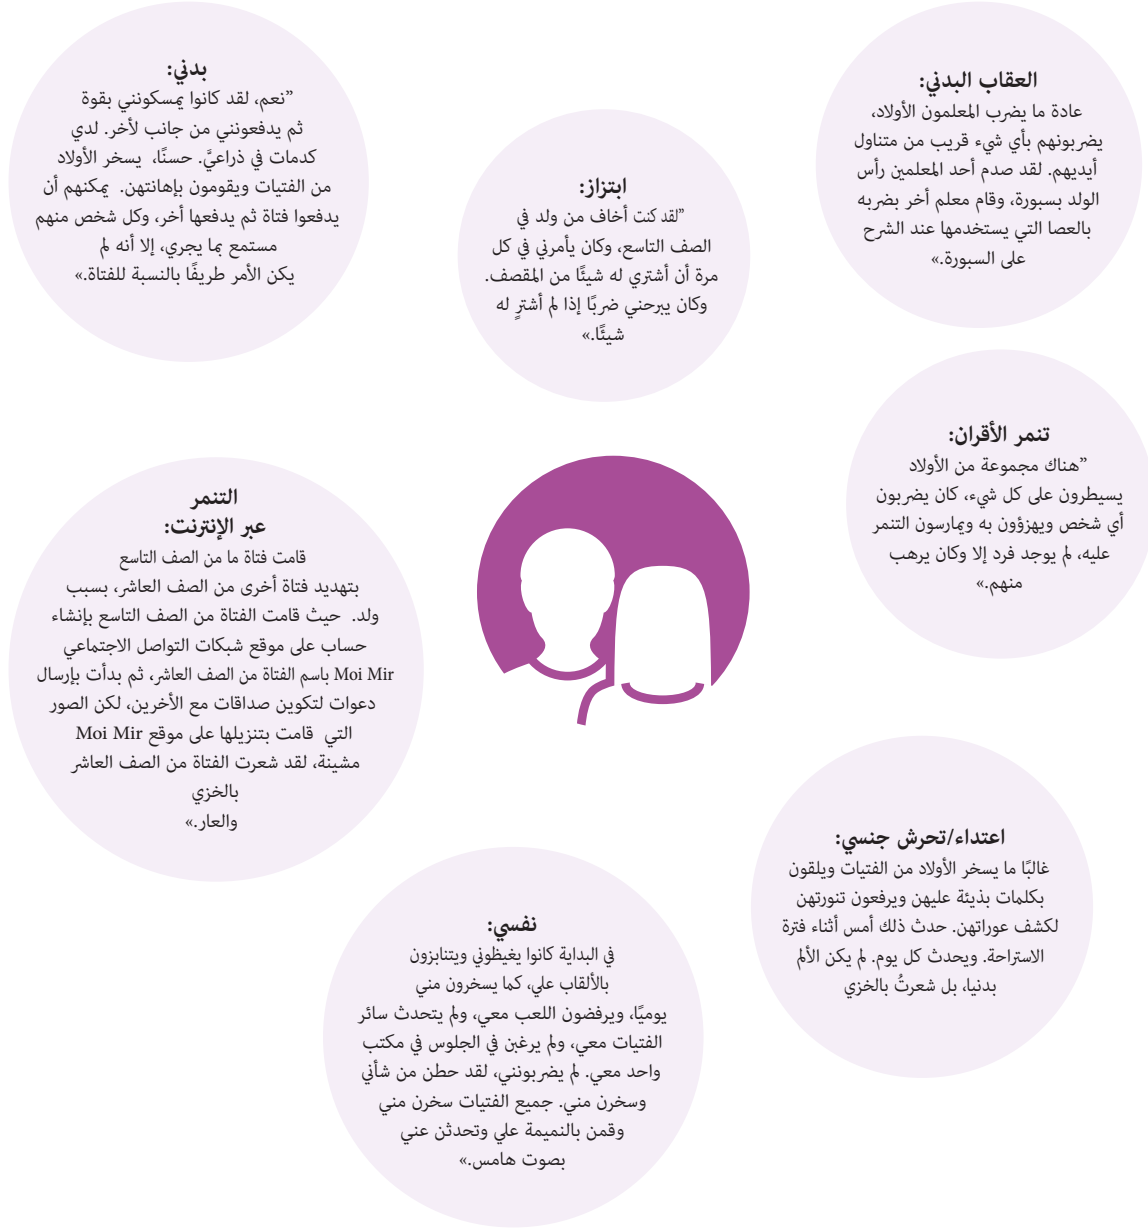 العقاب البدني:
عادة ما يضرب المعلمون الأولاد،
يضربونهم بأي شيء قريب من متناول
أيديهم. لقد صدم أحد المعلمين رأس
الولد بسبورة، وقام معلم أخر بضربه
بالعصا التي يستخدمها عند الشرح
على السبورة.»
ابتزاز:
”لقد كنت أخاف من ولد في
الصف التاسع، وكان يأمرني في كل
مرة أن أشتري له شيئًا من المقصف.
وكان يبرحني ضربًا إذا لم أشترِ له
شيئًا.»
بدني:
”نعم، لقد كانوا يمسكونني بقوة
ثم يدفعونني من جانب لأخر. لدي
كدمات في ذراعيَّ. حسنًا، يسخر الأولاد
من الفتيات ويقومون بإهانتهن. يمكنهم أن
يدفعوا فتاة ثم يدفعها أخر، وكل شخص منهم
مستمع بما يجري، إلا أنه لم
يكن الأمر طريفًا بالنسبة للفتاة.»
تنمر الأقران:
”هناك مجموعة من الأولاد
يسيطرون على كل شيء، كان يضربون
أي شخص ويهزؤون به ويمارسون التنمر
عليه، لم يوجد فرد إلا وكان يرهب
منهم.»
التنمر
عبر الإنترنت:
قامت فتاة ما من الصف التاسع
بتهديد فتاة أخرى من الصف العاشر، بسبب
ولد. حيث قامت الفتاة من الصف التاسع بإنشاء
حساب على موقع شبكات التواصل الاجتماعي
Moi Mir باسم الفتاة من الصف العاشر، ثم بدأت بإرسال
دعوات لتكوين صداقات مع الأخرين، لكن الصور
التي قامت بتنزيلها على موقع Moi Mir
مشينة، لقد شعرت الفتاة من الصف العاشر
بالخزي
والعار.»
اعتداء/تحرش جنسي:
غالبًا ما يسخر الأولاد من الفتيات ويلقون
بكلمات بذيئة عليهن ويرفعون تنورتهن
لكشف عوراتهن. حدث ذلك أمس أثناء فترة
الاستراحة. ويحدث كل يوم. لم يكن الألم
بدنيا، بل شعرتُ بالخزي
نفسي:
في البداية كانوا يغيظوني ويتنابزون
بالألقاب علي، كما يسخرون مني
يوميًا، ويرفضون اللعب معي، ولم يتحدث سائر
الفتيات معي، ولم يرغبن في الجلوس في مكتب
واحد معي. لم يضربونني، لقد حطن من شأني
وسخرن مني. جميع الفتيات سخرن مني
وقمن بالنميمة علي وتحدثن عني
بصوت هامس.»